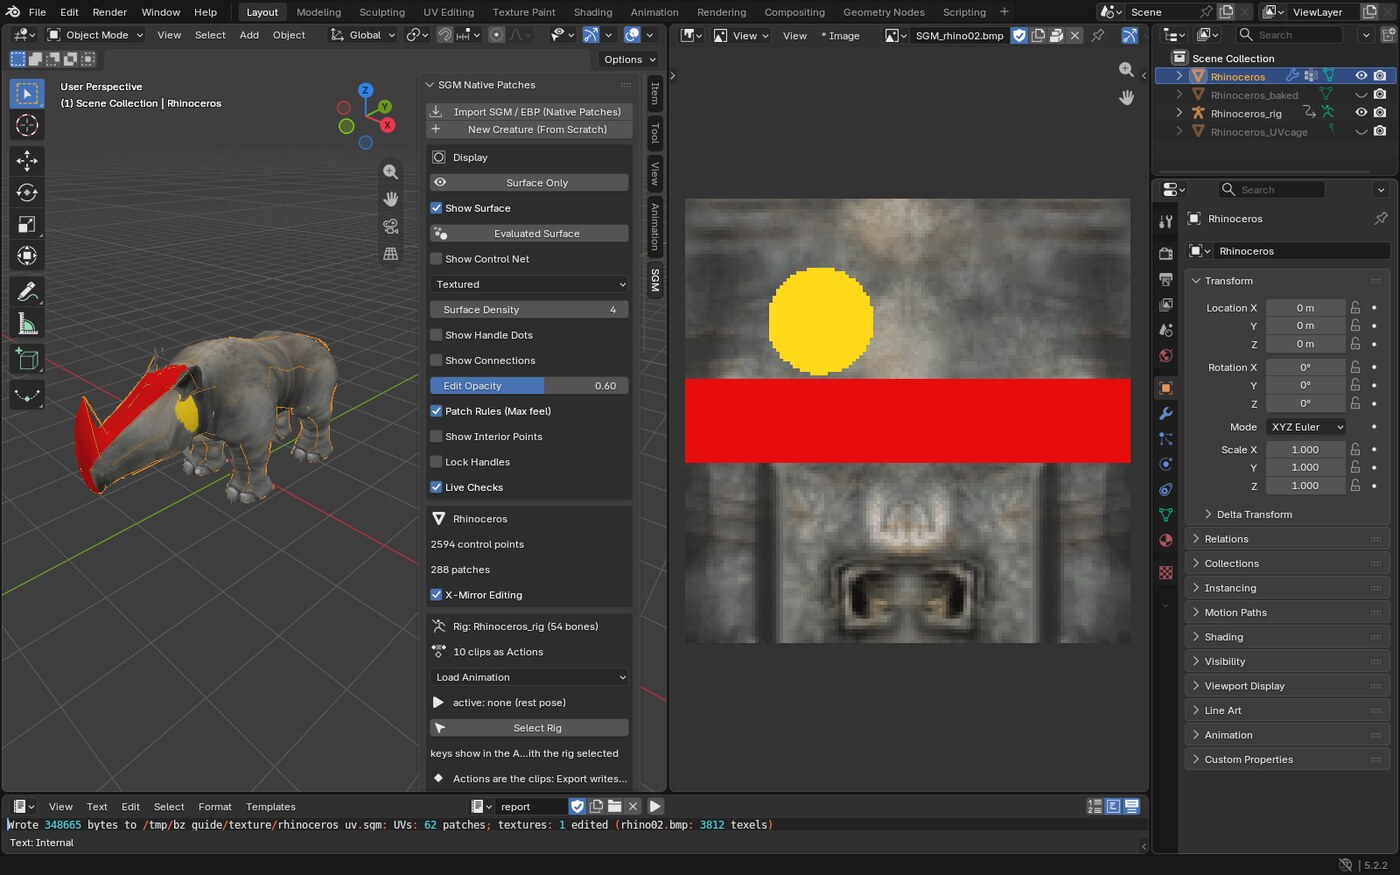 File Edit Render Window Help Layout Modeling Sculpting UV Editing Texture Paint Shading Animation Rendering Compositing Geometry Nodes Scripting + Scene ViewLayer
Object Mode View Select Add Object Global
View View * Image SGM_rhino02.bmp
Search
Options
User Perspective
(1) Scene Collection | Rhinoceros
Z
Y
X
SGM Native Patches
Import SGM / EBP (Native Patches)
New Creature (From Scratch)
Display
Surface Only
Show Surface
Evaluated Surface
Show Control Net
Textured
Surface Density 4
Show Handle Dots
Show Connections
Edit Opacity 0.60
Patch Rules (Max feel)
Show Interior Points
Lock Handles
Live Checks
Rhinoceros
2594 control points
288 patches
X-Mirror Editing
Rig: Rhinoceros_rig (54 bones)
10 clips as Actions
Load Animation
active: none (rest pose)
Select Rig
keys show in the A...ith the rig selected
Actions are the clips: Export writes...
Item
Tool
View
Animation
SGM
Scene Collection
Rhinoceros
Rhinoceros_baked
Rhinoceros_rig
Rhinoceros_UVcage
Search
Rhinoceros
Rhinoceros
Transform
Location X 0 m
Y 0 m
Z 0 m
Rotation X 0°
Y 0°
Z 0°
Mode XYZ Euler
Scale X 1.000
Y 1.000
Z 1.000
Delta Transform
Relations
Collections
Instancing
Motion Paths
Shading
Visibility
Viewport Display
Line Art
Animation
Custom Properties
View Text Edit Select Format Templates report
Wrote 348665 bytes to /tmp/bz_guide/texture/rhinoceros_uv.sgm: UVs: 62 patches; textures: 1 edited (rhino02.bmp: 3812 texels)
Text: Internal
5.2.2